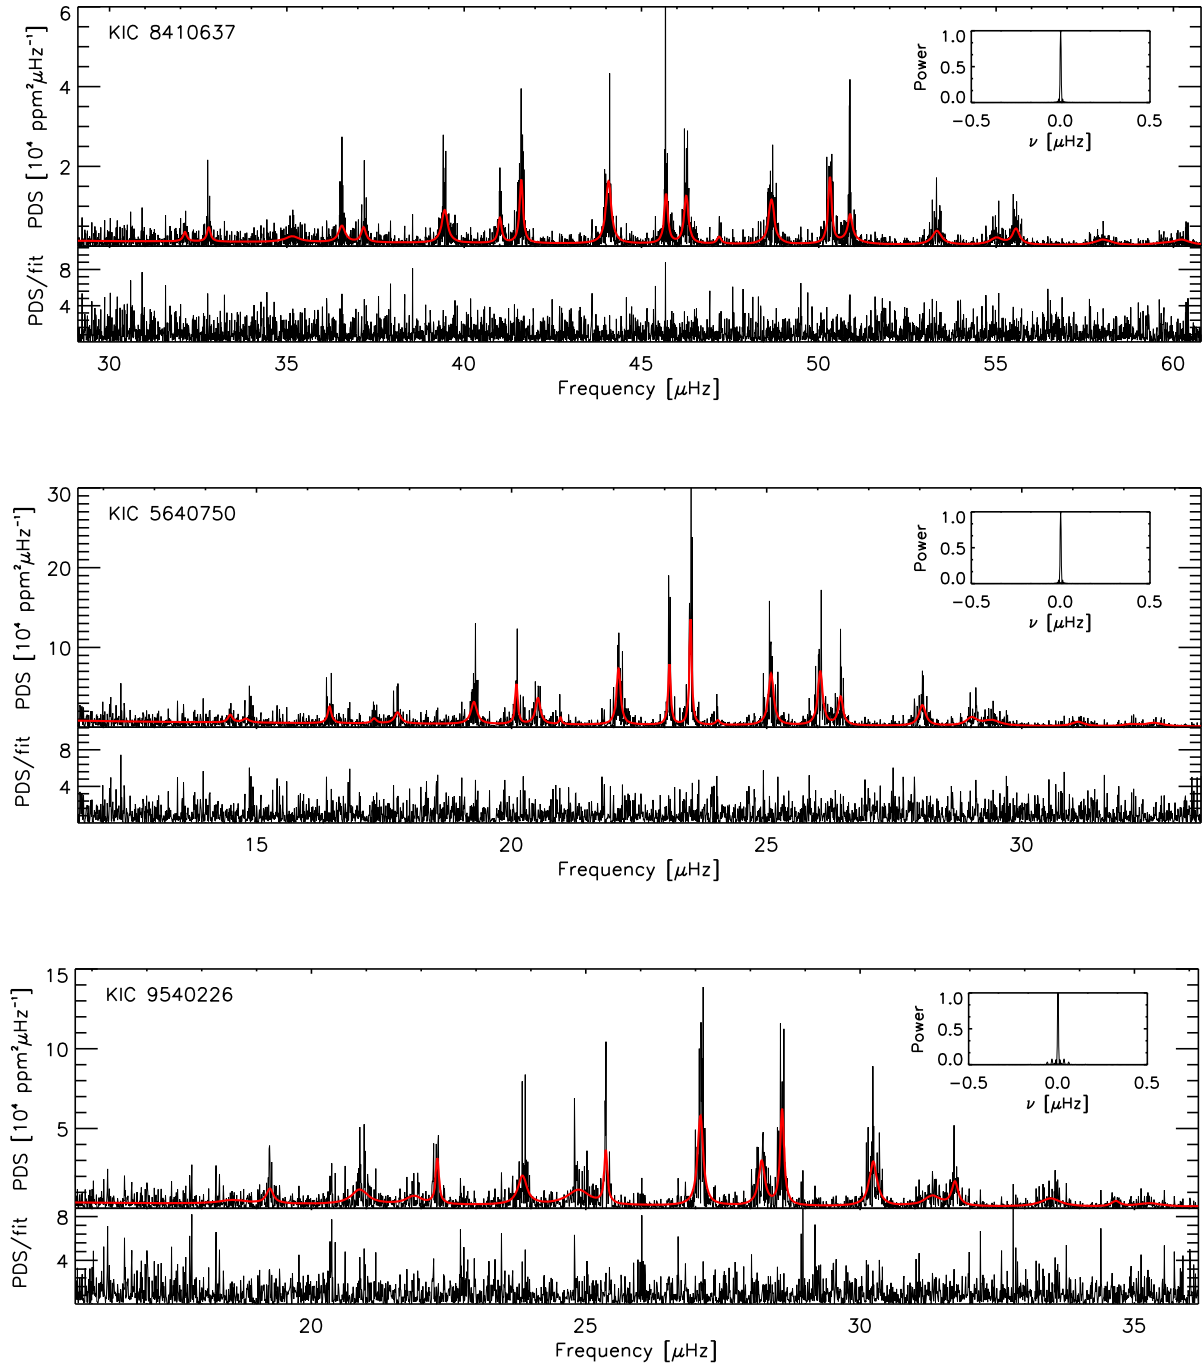 KIC 8410637
PDS [10⁴ ppm²μHz⁻¹]
6
4
2
Power
1.0
0.5
0.0
−0.5 0.0 0.5
ν [μHz]
PDS/fit
8
4
30 35 40 45 50 55 60
Frequency [μHz]
KIC 5640750
PDS [10⁴ ppm²μHz⁻¹]
30
20
10
Power
1.0
0.5
0.0
−0.5 0.0 0.5
ν [μHz]
PDS/fit
8
4
15 20 25 30
Frequency [μHz]
KIC 9540226
PDS [10⁴ ppm²μHz⁻¹]
15
10
5
Power
1.0
0.5
0.0
−0.5 0.0 0.5
ν [μHz]
PDS/fit
8
4
20 25 30 35
Frequency [μHz]